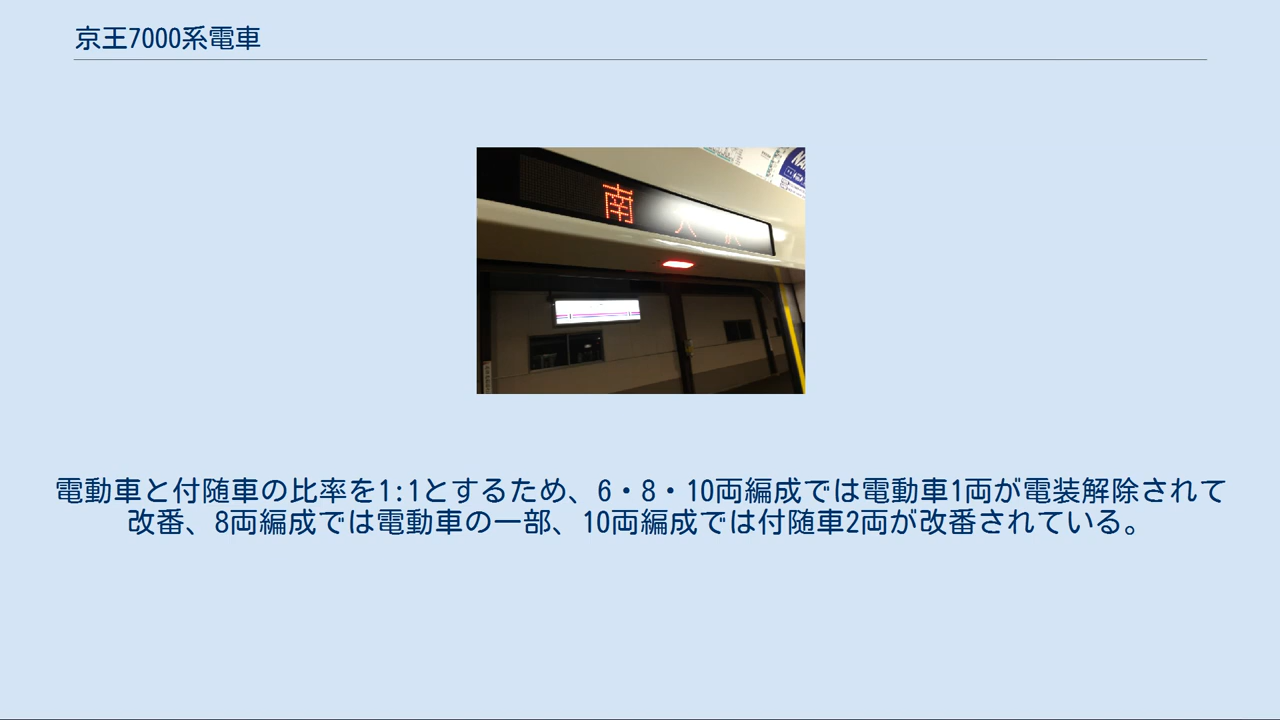 京王7000系電車
南
電動車と付随車の比率を1:1とするため、6・8・10両編成では電動車1両が電装解除されて
改番、8両編成では電動車の一部、10両編成では付随車2両が改番されている。